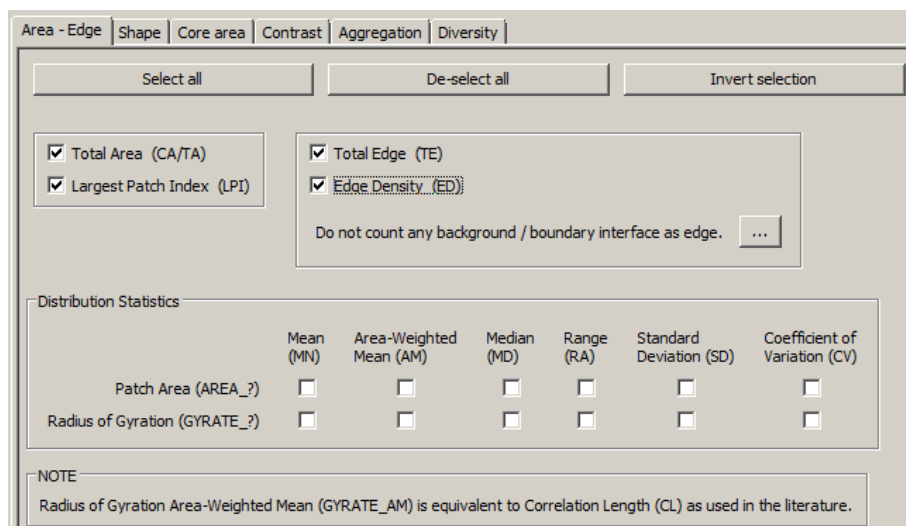 Area - Edge Shape Core area Contrast Aggregation Diversity
Select all De-select all Invert selection
Total Area (CA/TA) Total Edge (TE)
Largest Patch Index (LPI) Edge Density (ED)
Do not count any background / boundary interface as edge. ...
Distribution Statistics
Mean Area-Weighted Median Range Standard Coefficient of
(MN) Mean (AM) (MD) (RA) Deviation (SD) Variation (CV)
Patch Area (AREA_?)
Radius of Gyration (GYRATE_?)
NOTE
Radius of Gyration Area-Weighted Mean (GYRATE_AM) is equivalent to Correlation Length (CL) as used in the literature.